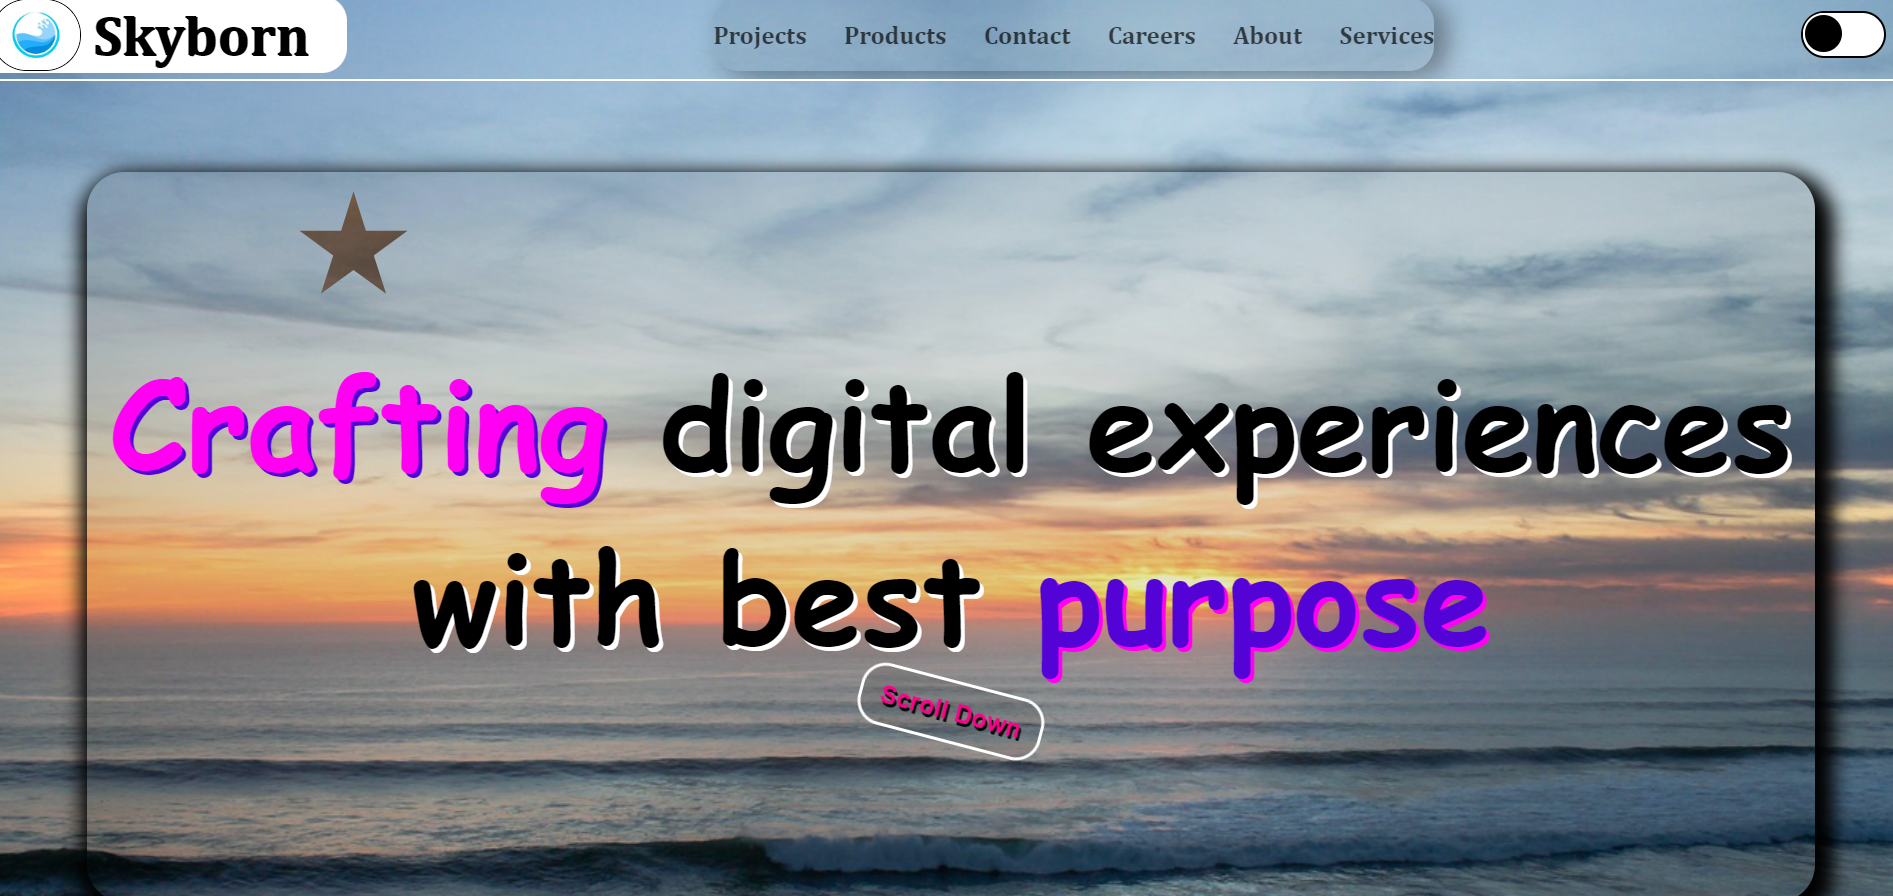 Skyborn
Projects Products Contact Careers About Services
Crafting digital experiences
with best purpose
Scroll Down